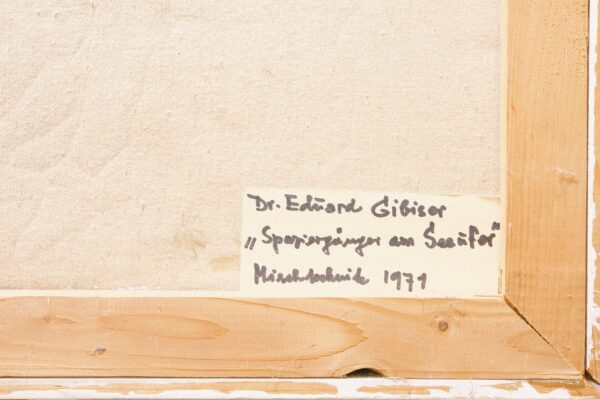 Dr. Eduard Gibiser
„Spaziergänger am Seeufer"
Mischtechnik 1971